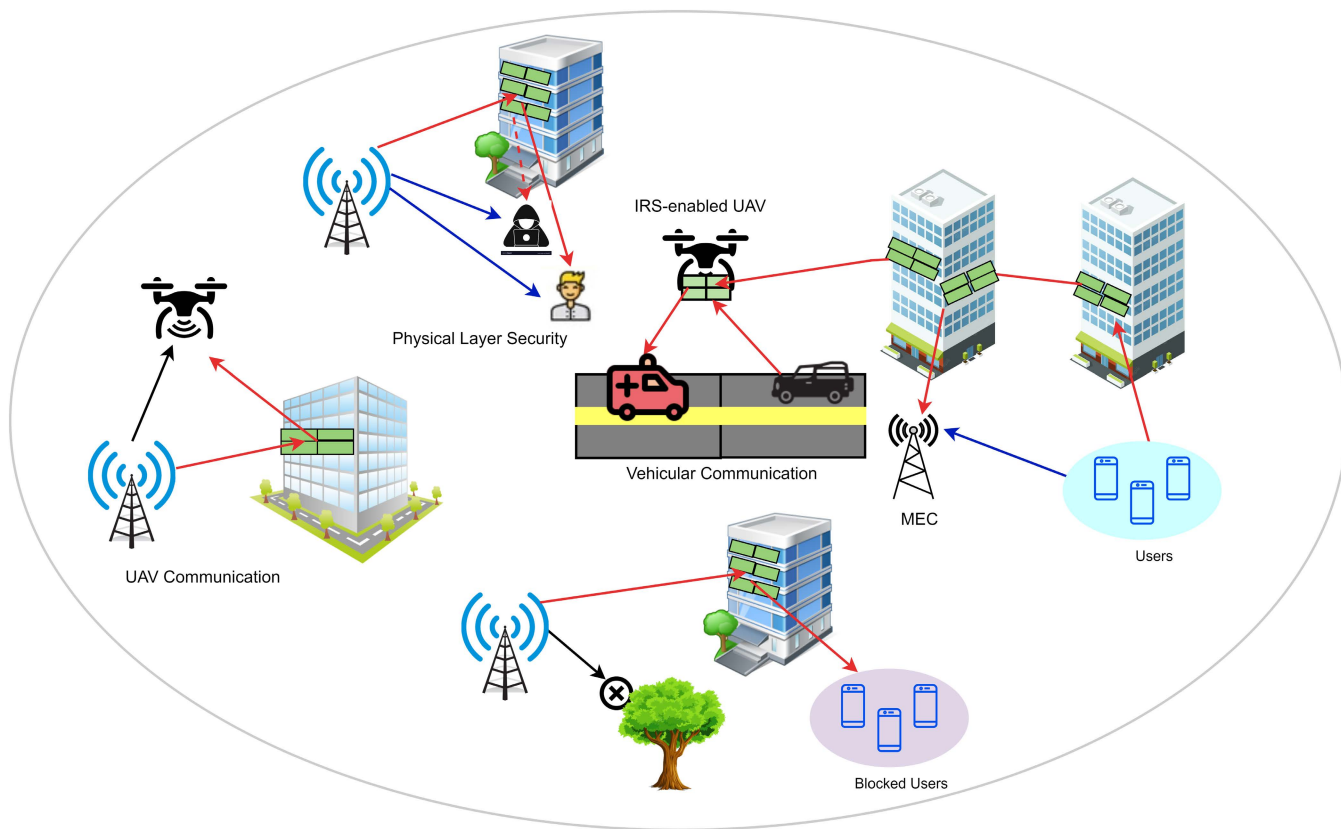 IRS-enabled UAV
Physical Layer Security
Vehicular Communication
MEC
Users
UAV Communication
Blocked Users